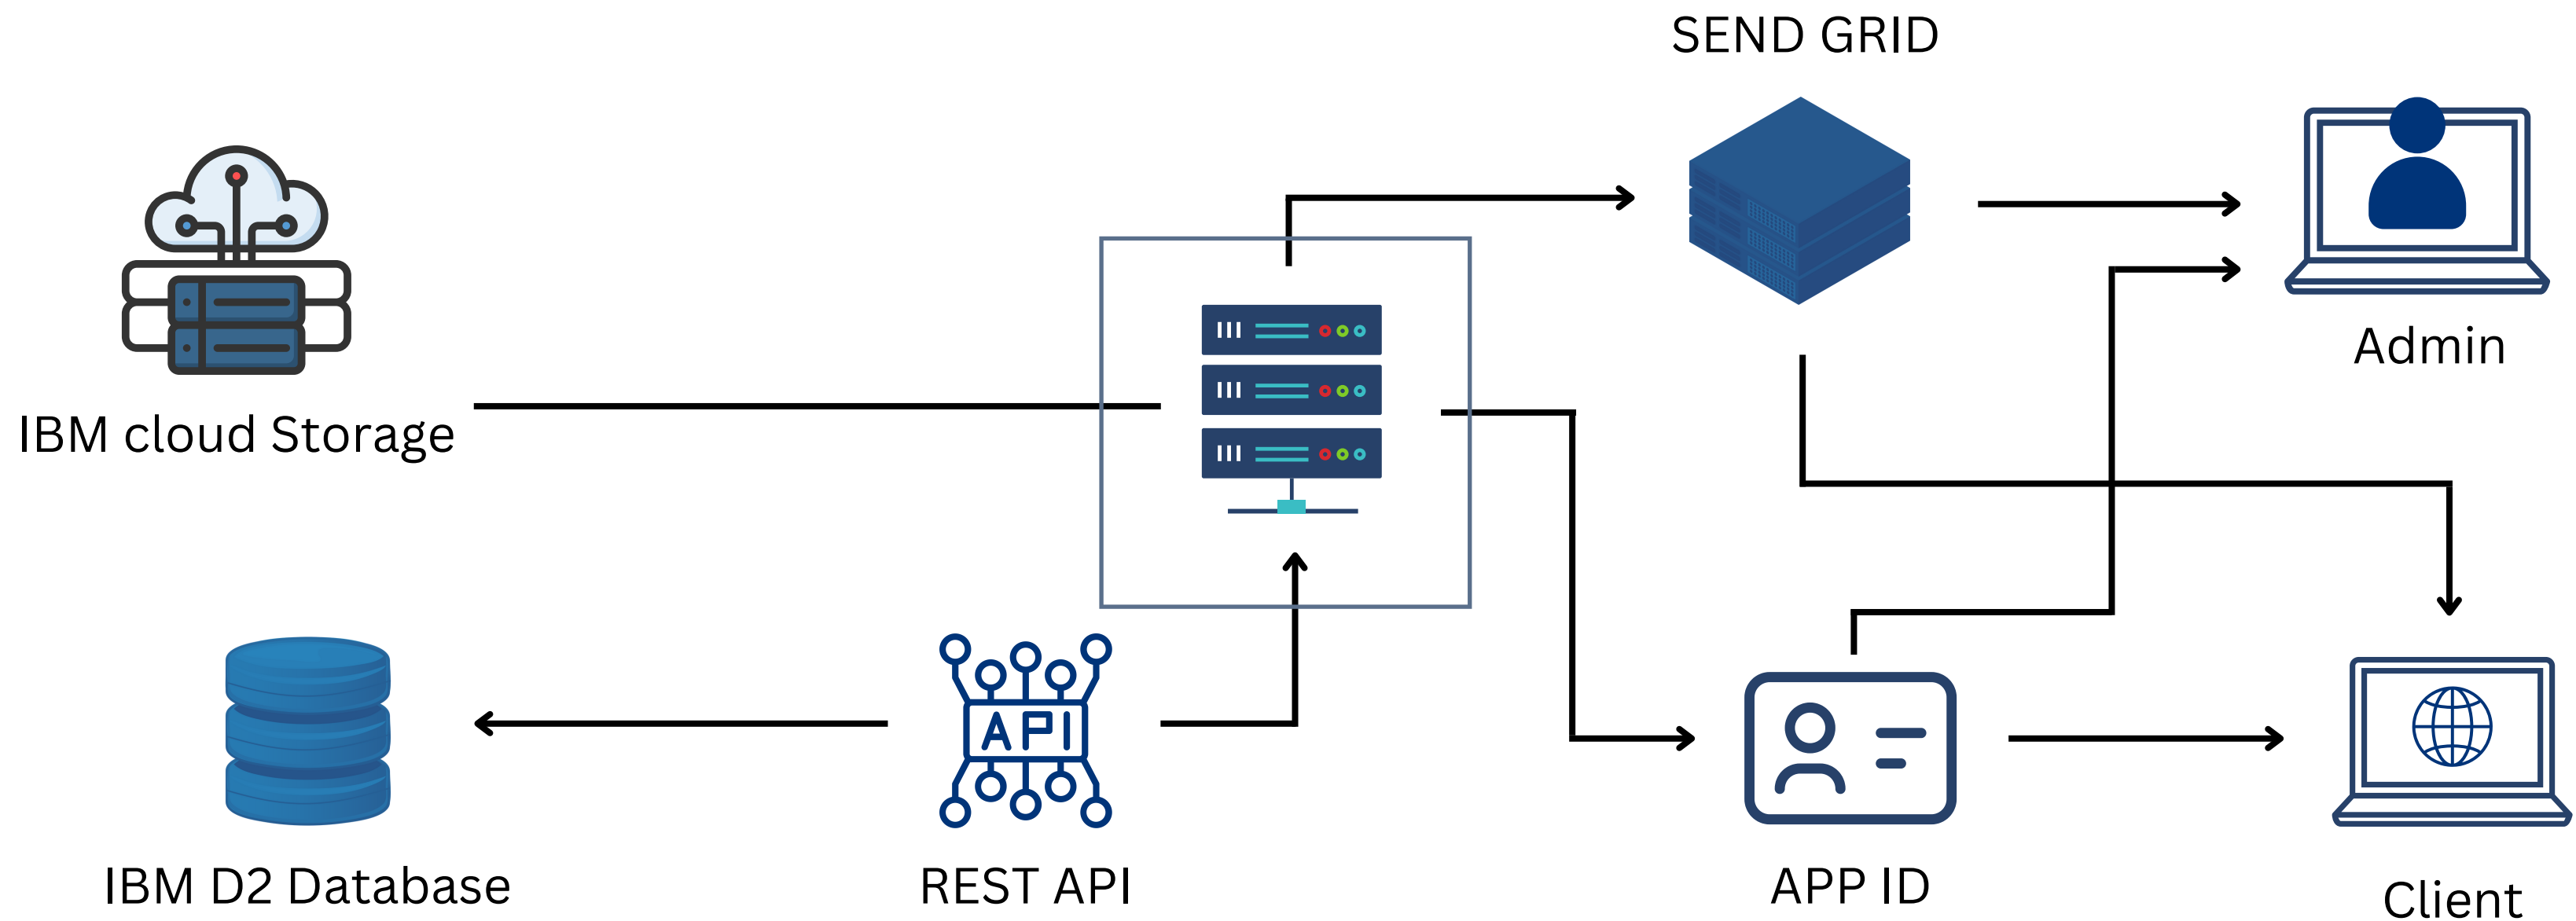 SEND GRID
Admin
IBM cloud Storage
API
IBM D2 Database
REST API
APP ID
Client